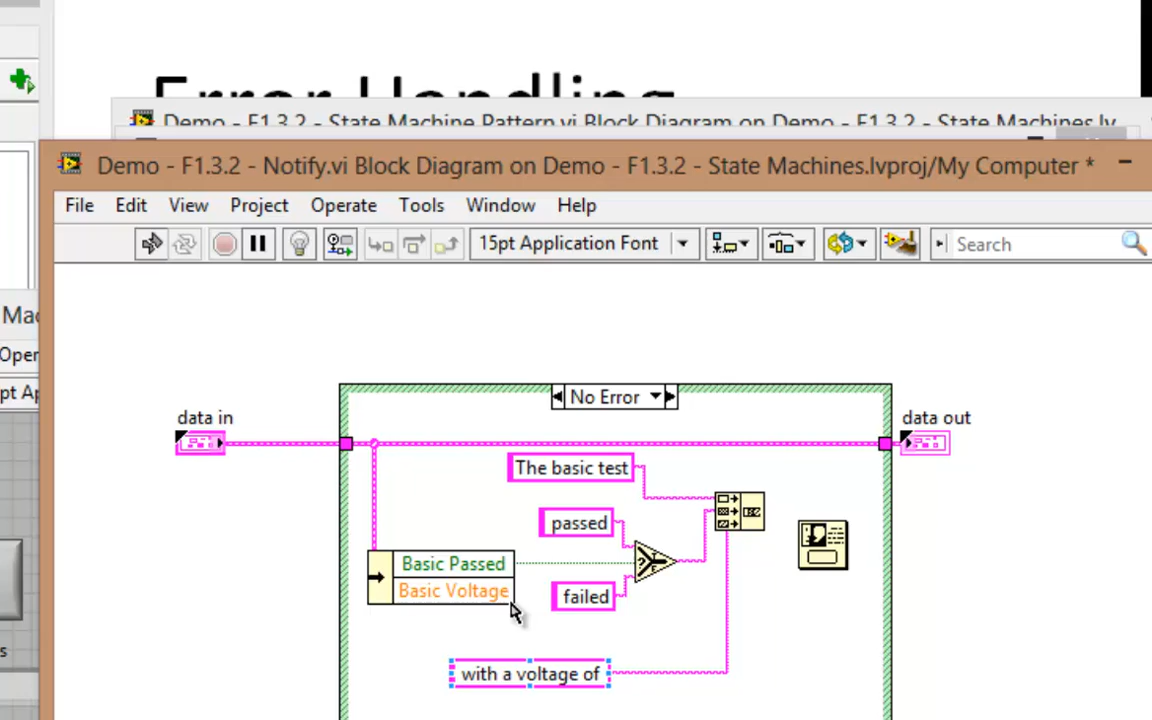 Error Handling
Demo - F1.3.2 - State Machine Pattern.vi Block Diagram on Demo - F1.3.2 - State Machines.lv
Demo - F1.3.2 - Notify.vi Block Diagram on Demo - F1.3.2 - State Machines.lvproj/My Computer *
File Edit View Project Operate Tools Window Help
15pt Application Font
Search
Mac
Oper
pt Ap
s
No Error
data in
data out
The basic test
passed
Basic Passed
Basic Voltage
failed
with a voltage of